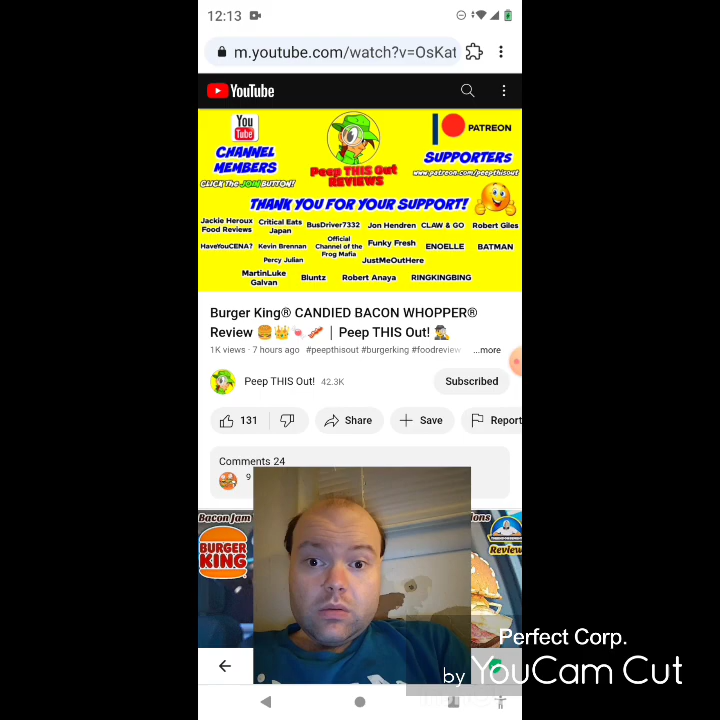 12:13
m.youtube.com/watch?v=OsKat
YouTube
You
Tube
CHANNEL
MEMBERS
CLICK THE JOIN BUTTON!
Peep THIS Out
REVIEWS
PATREON
SUPPORTERS
www.patreon.com/peepthisout
THANK YOU FOR YOUR SUPPORT!
Jackie Heroux Food Reviews
Critical Eats Japan
BusDriver7332
Jon Hendren
CLAW & GO
Robert Giles
HaveYouCENA?
Kevin Brennan
Official Channel of the Frog Mafia
Funky Fresh
ENOELLE
BATMAN
Percy Julian
JustMeOutHere
MartinLuke Galvan
Bluntz
Robert Anaya
RINGKINGBING
Burger King® CANDIED BACON WHOPPER®
Review 🍔👑🍬🥓 | Peep THIS Out! 🕵️
1K views · 7 hours ago #peepthisout #burgerking #foodreview ...more
Peep THIS Out! 42.3K Subscribed
131 Share Save Report
Comments 24
9
Bacon Jam
ions
BURGER
KING
Review
Perfect Corp.
by YouCam Cut